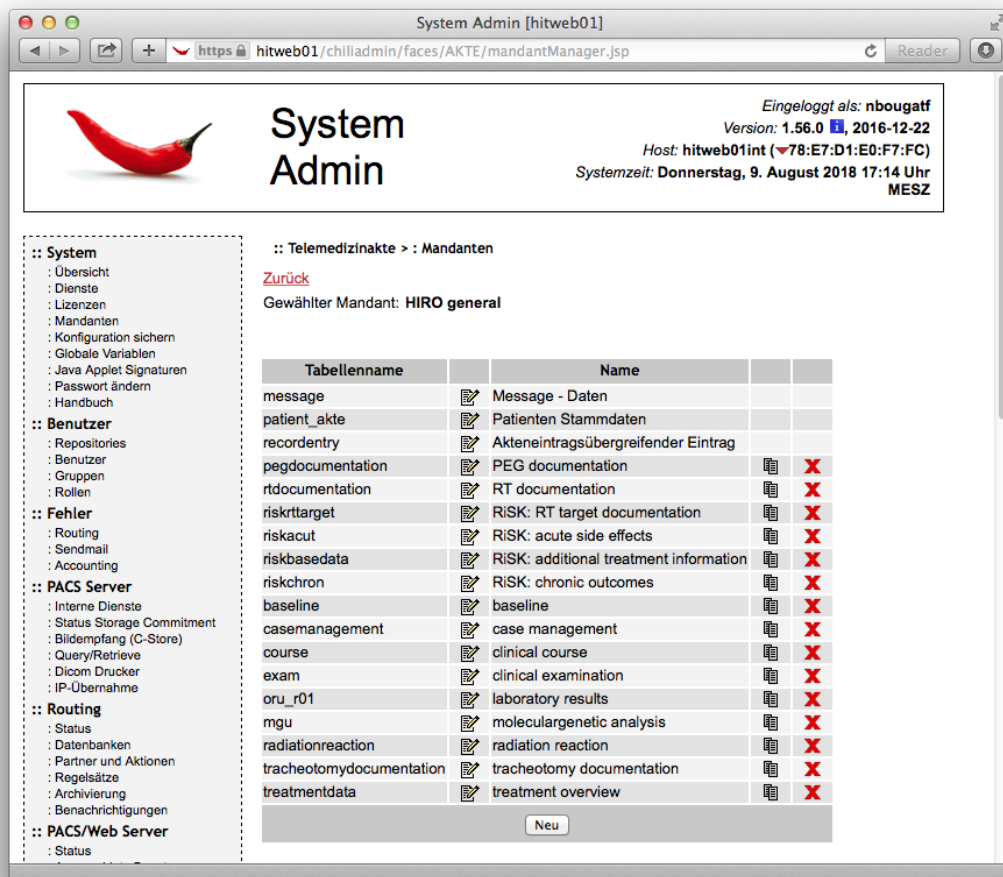 System Admin [hitweb01]
https hitweb01/chiliadmin/faces/AKTE/mandantManager.jsp Reader
System
Admin
Eingeloggt als: nbougatf
Version: 1.56.0 i, 2016-12-22
Host: hitweb01int (78:E7:D1:E0:F7:FC)
Systemzeit: Donnerstag, 9. August 2018 17:14 Uhr
MESZ
:: System
: Übersicht
: Dienste
: Lizenzen
: Mandanten
: Konfiguration sichern
: Globale Variablen
: Java Applet Signaturen
: Passwort ändern
: Handbuch
:: Benutzer
: Repositories
: Benutzer
: Gruppen
: Rollen
:: Fehler
: Routing
: Sendmail
: Accounting
:: PACS Server
: Interne Dienste
: Status Storage Commitment
: Bildempfang (C-Store)
: Query/Retrieve
: Dicom Drucker
: IP-Übernahme
:: Routing
: Status
: Datenbanken
: Partner und Aktionen
: Regelsätze
: Archivierung
: Benachrichtigungen
:: PACS/Web Server
: Status
:: Telemedizinakte > : Mandanten
Zurück
Gewählter Mandant: HIRO general
Tabellenname Name
message Message - Daten
patient_akte Patienten Stammdaten
recordentry Akteneintragsübergreifender Eintrag
pegdocumentation PEG documentation
rtdocumentation RT documentation
riskrttarget RiSK: RT target documentation
riskacut RiSK: acute side effects
riskbasedata RiSK: additional treatment information
riskchron RiSK: chronic outcomes
baseline baseline
casemanagement case management
course clinical course
exam clinical examination
oru_r01 laboratory results
mgu moleculargenetic analysis
radiationreaction radiation reaction
tracheotomydocumentation tracheotomy documentation
treatmentdata treatment overview
Neu